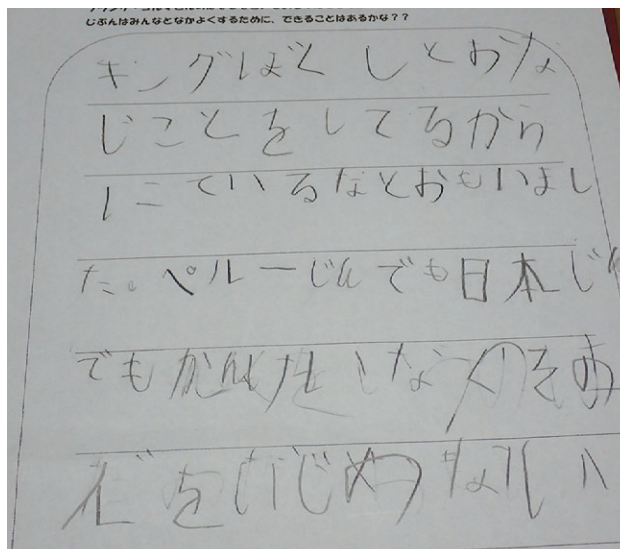 じぶんはみんなとなかよくするために、できることはあるかな??
キングぼくしとおな
じことをしてるから
にているなとおもいまし
た。ペルーじんでも日本じん
でもかんけいない
をいじめない